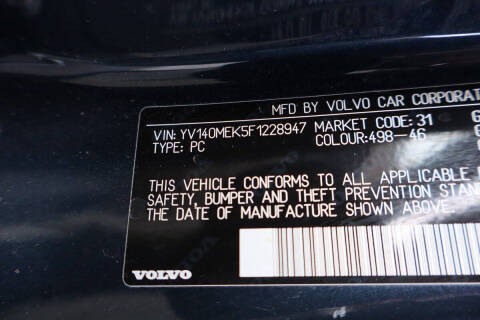 MFD BY VOLVO CAR CORPORAT
VIN: YV140MEK5F1228947 MARKET CODE: 31
TYPE: PC COLOUR:498-46
THIS VEHICLE CONFORMS TO ALL APPLICABLE
SAFETY, BUMPER AND THEFT PREVENTION STAN
THE DATE OF MANUFACTURE SHOWN ABOVE.
VOLVO